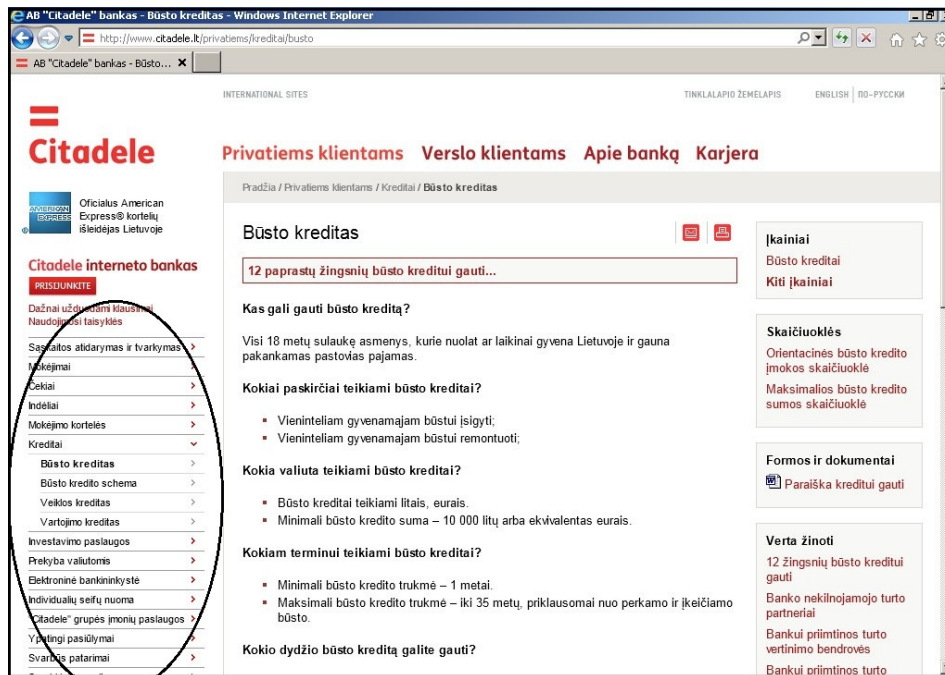 AB "Citadele" bankas - Būsto kreditas - Windows Internet Explorer
http://www.citadele.lt/privatiems/kreditai/busto
AB "Citadele" bankas - Būsto...
INTERNATIONAL SITES
TINKLALAPIO ŽEMĖLAPIS
ENGLISH
ПО-РУССКИ
Citadele
Privatiems klientams Verslo klientams Apie banką Karjera
Pradžia / Privatiems klientams / Kreditai / Būsto kreditas
AMERICAN EXPRESS
Oficialus American
Express® kortelių
išleidėjas Lietuvoje
Citadele interneto bankas
PRISIJUNKITE
Dažnai užduodami klausimai
Naudojimosi taisyklės
Sąskaitos atidarymas ir tvarkymas
Mokėjimai
Čekiai
Indėliai
Mokėjimo kortelės
Kreditai
Būsto kreditas
Būsto kredito schema
Veiklos kreditas
Vartojimo kreditas
Investavimo paslaugos
Prekyba valiutomis
Elektroninė bankininkystė
Individualių seifų nuoma
"Citadele" grupės įmonių paslaugos
Ypatingi pasiūlymai
Svarbūs patarimai
Būsto kreditas
12 paprastų žingsnių būsto kreditui gauti...
Kas gali gauti būsto kreditą?
Visi 18 metų sulaukę asmenys, kurie nuolat ar laikinai gyvena Lietuvoje ir gauna
pakankamas pastovias pajamas.
Kokiai paskirčiai teikiami būsto kreditai?
Vieninteliam gyvenamajam būstui įsigyti;
Vieninteliam gyvenamajam būstui remontuoti;
Kokia valiuta teikiami būsto kreditai?
Būsto kreditai teikiami litais, eurais.
Minimali būsto kredito suma – 10 000 litų arba ekvivalentas eurais.
Kokiam terminui teikiami būsto kreditai?
Minimali būsto kredito trukmė – 1 metai.
Maksimali būsto kredito trukmė – iki 35 metų, priklausomai nuo perkamo ir įkeičiamo
būsto.
Kokio dydžio būsto kreditą galite gauti?
Įkainiai
Būsto kreditai
Kiti įkainiai
Skaičiuoklės
Orientacinės būsto kredito
įmokos skaičiuoklė
Maksimalios būsto kredito
sumos skaičiuoklė
Formos ir dokumentai
Paraiška kreditui gauti
Verta žinoti
12 žingsnių būsto kreditui
gauti
Banko nekilnojamojo turto
partneriai
Bankui priimtinos turto
vertinimo bendrovės
Bankui priimtinos turto